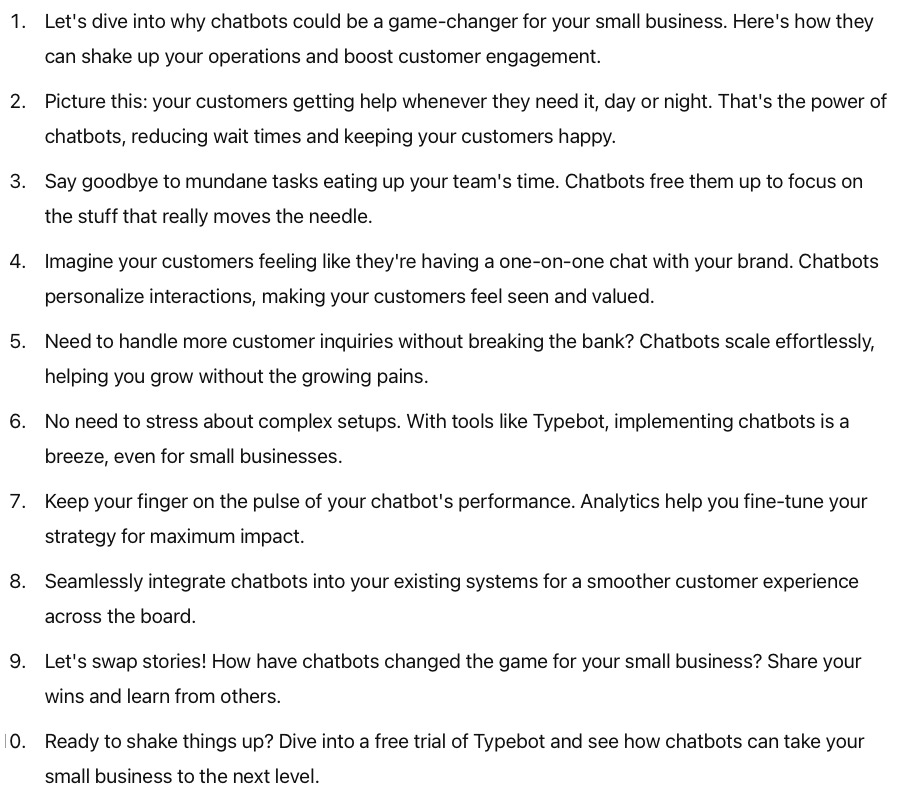 1. Let's dive into why chatbots could be a game-changer for your small business. Here's how they
can shake up your operations and boost customer engagement.
2. Picture this: your customers getting help whenever they need it, day or night. That's the power of
chatbots, reducing wait times and keeping your customers happy.
3. Say goodbye to mundane tasks eating up your team's time. Chatbots free them up to focus on
the stuff that really moves the needle.
4. Imagine your customers feeling like they're having a one-on-one chat with your brand. Chatbots
personalize interactions, making your customers feel seen and valued.
5. Need to handle more customer inquiries without breaking the bank? Chatbots scale effortlessly,
helping you grow without the growing pains.
6. No need to stress about complex setups. With tools like Typebot, implementing chatbots is a
breeze, even for small businesses.
7. Keep your finger on the pulse of your chatbot's performance. Analytics help you fine-tune your
strategy for maximum impact.
8. Seamlessly integrate chatbots into your existing systems for a smoother customer experience
across the board.
9. Let's swap stories! How have chatbots changed the game for your small business? Share your
wins and learn from others.
10. Ready to shake things up? Dive into a free trial of Typebot and see how chatbots can take your
small business to the next level.